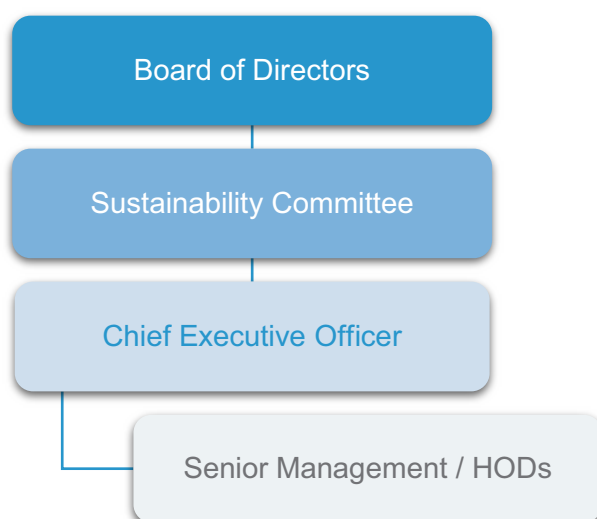 Board of Directors
Sustainability Committee
Chief Executive Officer
Senior Management / HODs